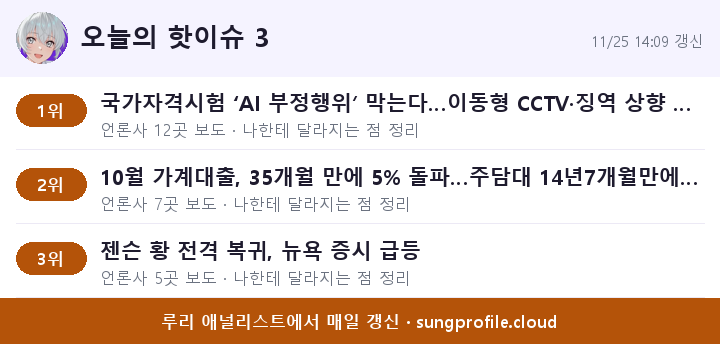 오늘의 핫이슈 3
11/25 14:09 갱신
1위
국가자격시험 ‘AI 부정행위’ 막는다…이동형 CCTV·징역 상향 …
언론사 12곳 보도 · 나한테 달라지는 점 정리
2위
10월 가계대출, 35개월 만에 5% 돌파…주담대 14년7개월만에…
언론사 7곳 보도 · 나한테 달라지는 점 정리
3위
젠슨 황 전격 복귀, 뉴욕 증시 급등
언론사 5곳 보도 · 나한테 달라지는 점 정리
루리 애널리스트에서 매일 갱신 · sungprofile.cloud